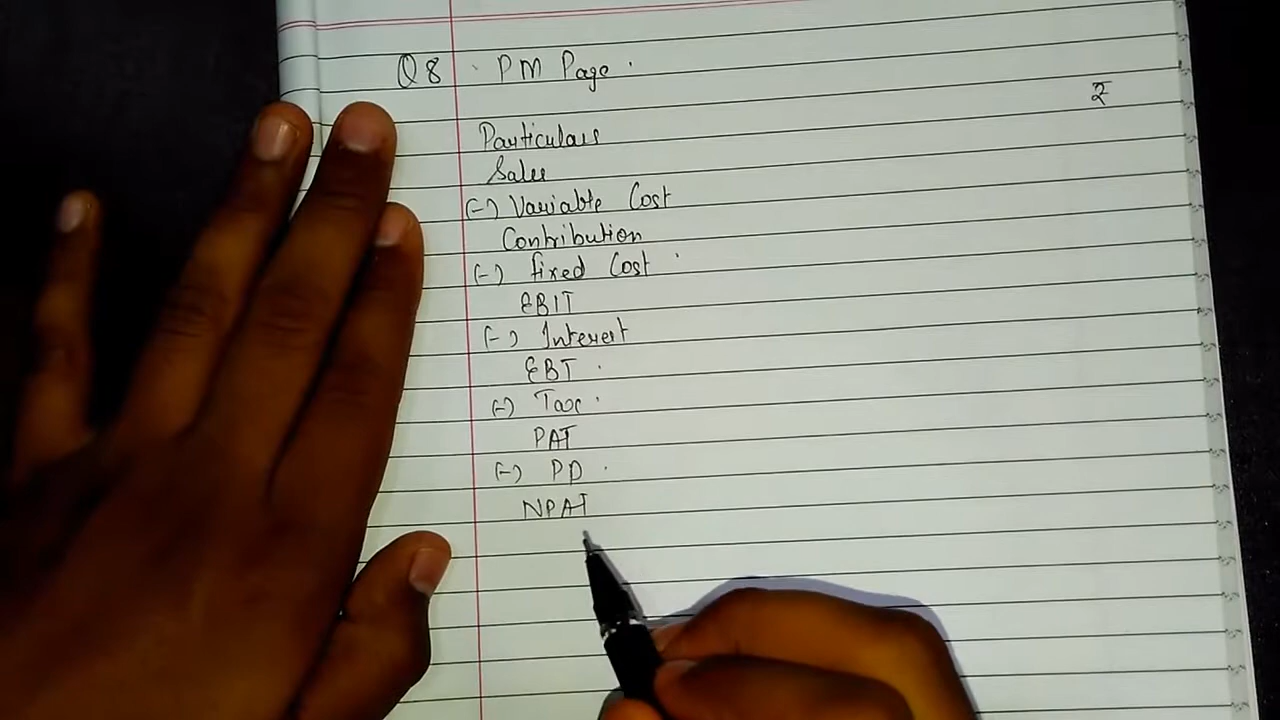 Q8 . PM Page .
₹
Particulars
Sales
(-) Variable Cost
Contribution
(-) fixed Cost .
EBIT
(-) Interest
EBT .
(-) Tax .
PAT
(-) PD .
NPAT